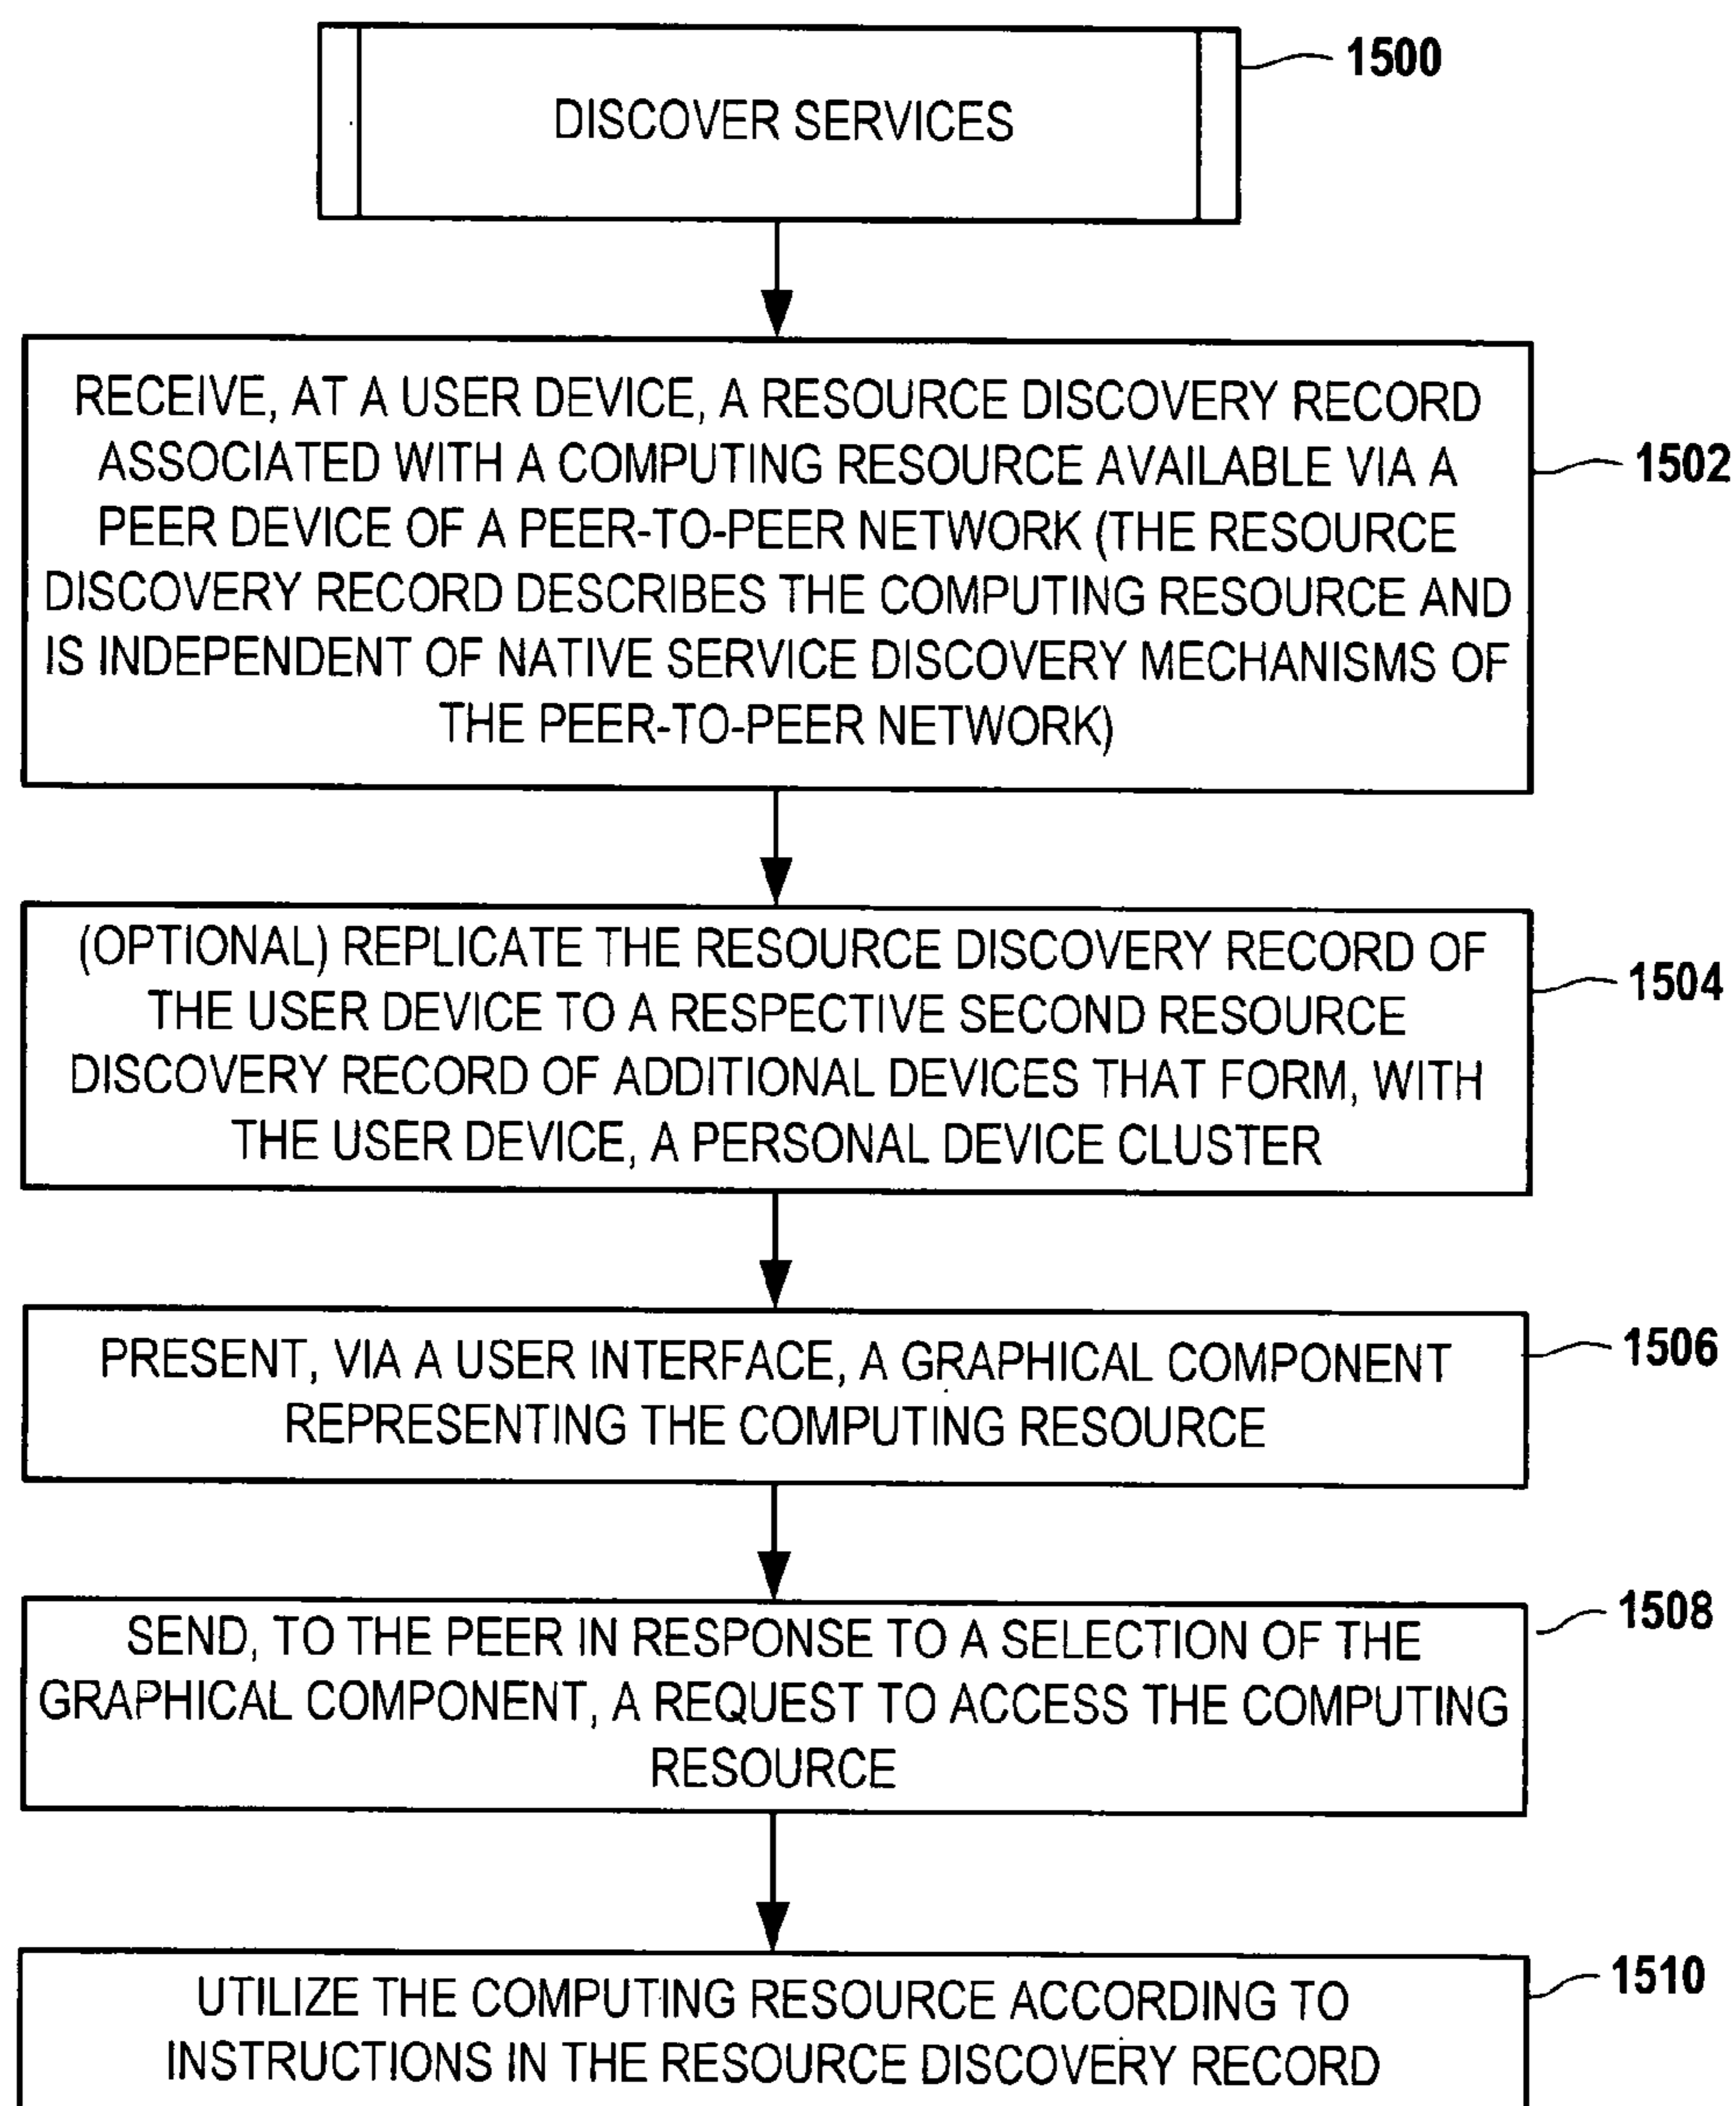 1500
DISCOVER SERVICES
RECEIVE, AT A USER DEVICE, A RESOURCE DISCOVERY RECORD
ASSOCIATED WITH A COMPUTING RESOURCE AVAILABLE VIA A
PEER DEVICE OF A PEER-TO-PEER NETWORK (THE RESOURCE
DISCOVERY RECORD DESCRIBES THE COMPUTING RESOURCE AND
IS INDEPENDENT OF NATIVE SERVICE DISCOVERY MECHANISMS OF
THE PEER-TO-PEER NETWORK)
1502
(OPTIONAL) REPLICATE THE RESOURCE DISCOVERY RECORD OF
THE USER DEVICE TO A RESPECTIVE SECOND RESOURCE
DISCOVERY RECORD OF ADDITIONAL DEVICES THAT FORM, WITH
THE USER DEVICE, A PERSONAL DEVICE CLUSTER
1504
PRESENT, VIA A USER INTERFACE, A GRAPHICAL COMPONENT
REPRESENTING THE COMPUTING RESOURCE
1506
SEND, TO THE PEER IN RESPONSE TO A SELECTION OF THE
GRAPHICAL COMPONENT, A REQUEST TO ACCESS THE COMPUTING
RESOURCE
1508
UTILIZE THE COMPUTING RESOURCE ACCORDING TO
INSTRUCTIONS IN THE RESOURCE DISCOVERY RECORD
1510